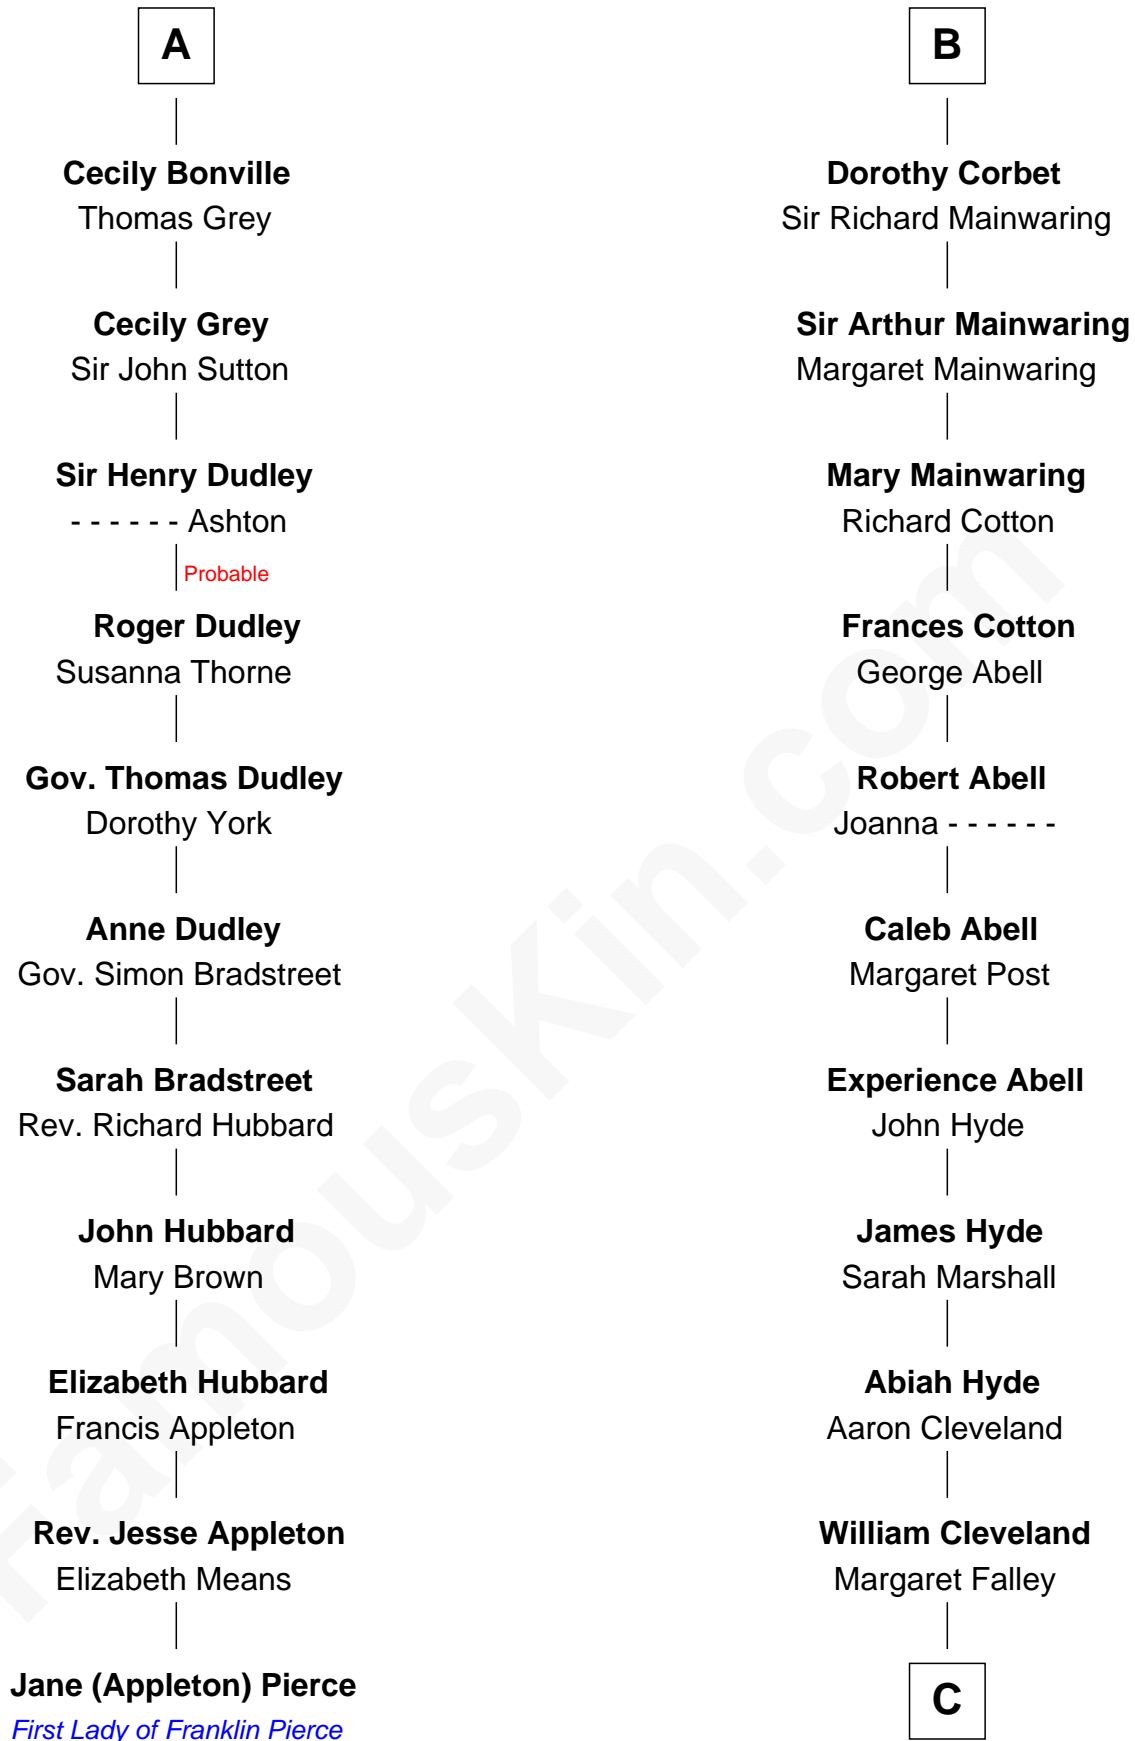 A
Cecily Bonville
Thomas Grey
Cecily Grey
Sir John Sutton
Sir Henry Dudley
- - - - - - Ashton
Probable
Roger Dudley
Susanna Thorne
Gov. Thomas Dudley
Dorothy York
Anne Dudley
Gov. Simon Bradstreet
Sarah Bradstreet
Rev. Richard Hubbard
John Hubbard
Mary Brown
Elizabeth Hubbard
Francis Appleton
Rev. Jesse Appleton
Elizabeth Means
Jane (Appleton) Pierce
First Lady of Franklin Pierce
B
Dorothy Corbet
Sir Richard Mainwaring
Sir Arthur Mainwaring
Margaret Mainwaring
Mary Mainwaring
Richard Cotton
Frances Cotton
George Abell
Robert Abell
Joanna - - - - - -
Caleb Abell
Margaret Post
Experience Abell
John Hyde
James Hyde
Sarah Marshall
Abiah Hyde
Aaron Cleveland
William Cleveland
Margaret Falley
C
FamousKin.com